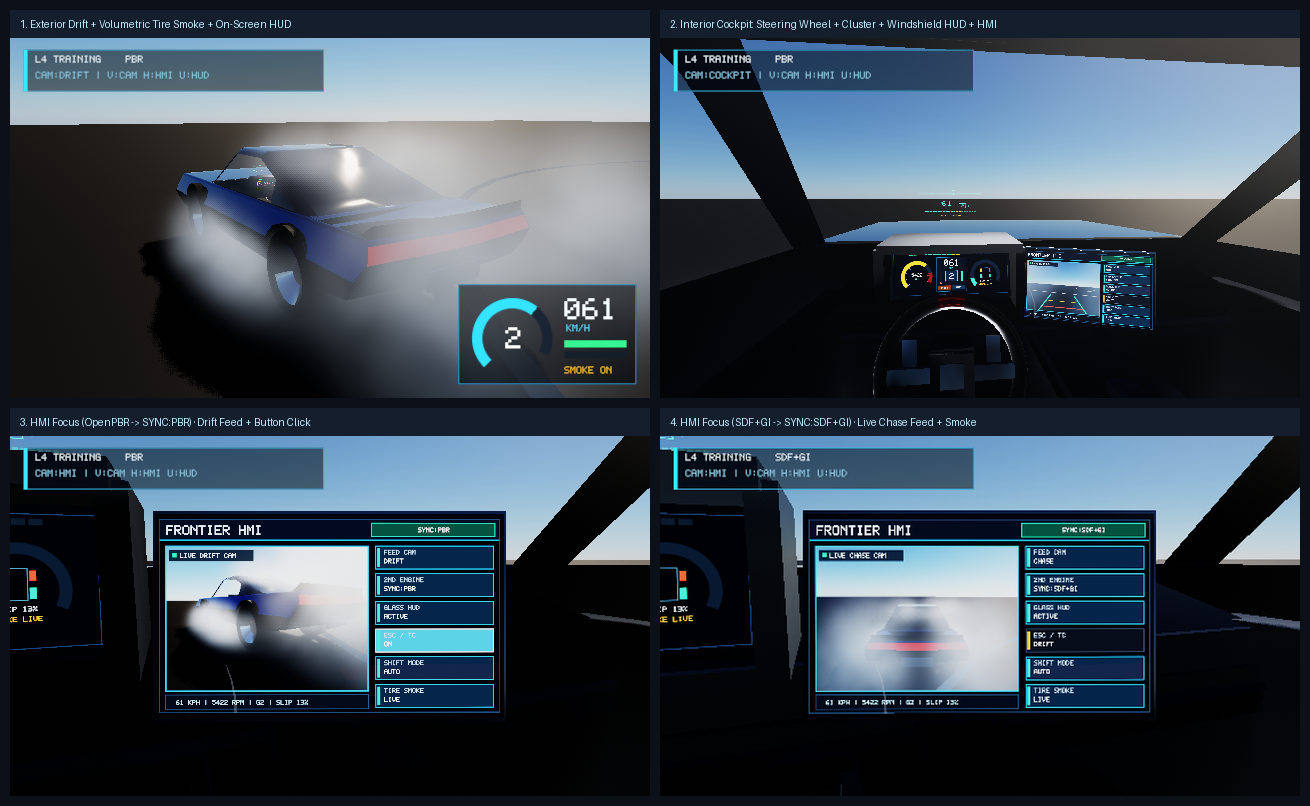 1. Exterior Drift + Volumetric Tire Smoke + On-Screen HUD
L4 TRAINING PBR
CAM:DRIFT | V:CAM H:HMI U:HUD
2
061
KM/H
SMOKE ON
2. Interior Cockpit: Steering Wheel + Cluster + Windshield HUD + HMI
L4 TRAINING PBR
CAM:COCKPIT | V:CAM H:HMI U:HUD
61
061
2
FRONTIER HMI
3. HMI Focus (OpenPBR -> SYNC:PBR) · Drift Feed + Button Click
L4 TRAINING PBR
CAM:HMI | V:CAM H:HMI U:HUD
FRONTIER HMI
SYNC:PBR
LIVE DRIFT CAM
FEED CAM
DRIFT
2ND ENGINE
SYNC:PBR
GLASS HUD
ACTIVE
ESC / TC
ON
SHIFT MODE
AUTO
TIRE SMOKE
LIVE
61 KPH | 5422 RPM | G2 | SLIP 13%
IP 13%
KE LIVE
4. HMI Focus (SDF+GI -> SYNC:SDF+GI) · Live Chase Feed + Smoke
L4 TRAINING SDF+GI
CAM:HMI | V:CAM H:HMI U:HUD
FRONTIER HMI
SYNC:SDF+GI
LIVE CHASE CAM
FEED CAM
CHASE
2ND ENGINE
SYNC:SDF+GI
GLASS HUD
ACTIVE
ESC / TC
DRIFT
SHIFT MODE
AUTO
TIRE SMOKE
LIVE
61 KPH | 5422 RPM | G2 | SLIP 13%
IP 13%
KE LIVE